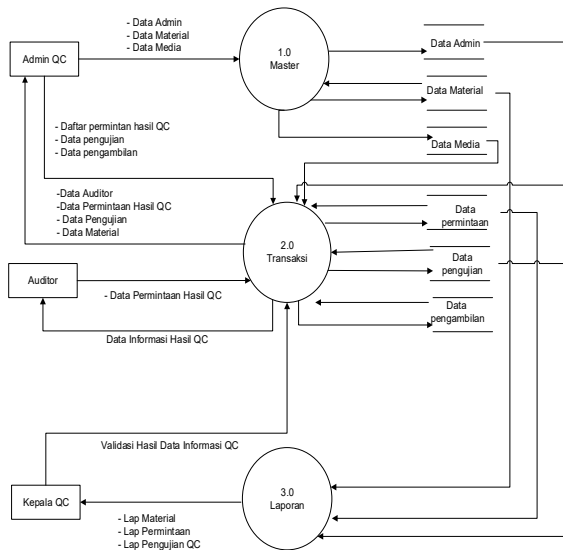 - Data Admin
- Data Material
- Data Media
Admin QC
1.0
Master
Data Admin
Data Material
Data Media
- Daftar permintan hasil QC
- Data pengujian
- Data pengambilan
-Data Auditor
-Data Permintaan Hasil QC
- Data Pengujian
- Data Material
2.0
Transaksi
Data
permintaan
Data
pengujian
Data
pengambilan
Auditor
- Data Permintaan Hasil QC
Data Informasi Hasil QC
Validasi Hasil Data Informasi QC
Kepala QC
3.0
Laporan
- Lap Material
- Lap Permintaan
- Lap Pengujian QC